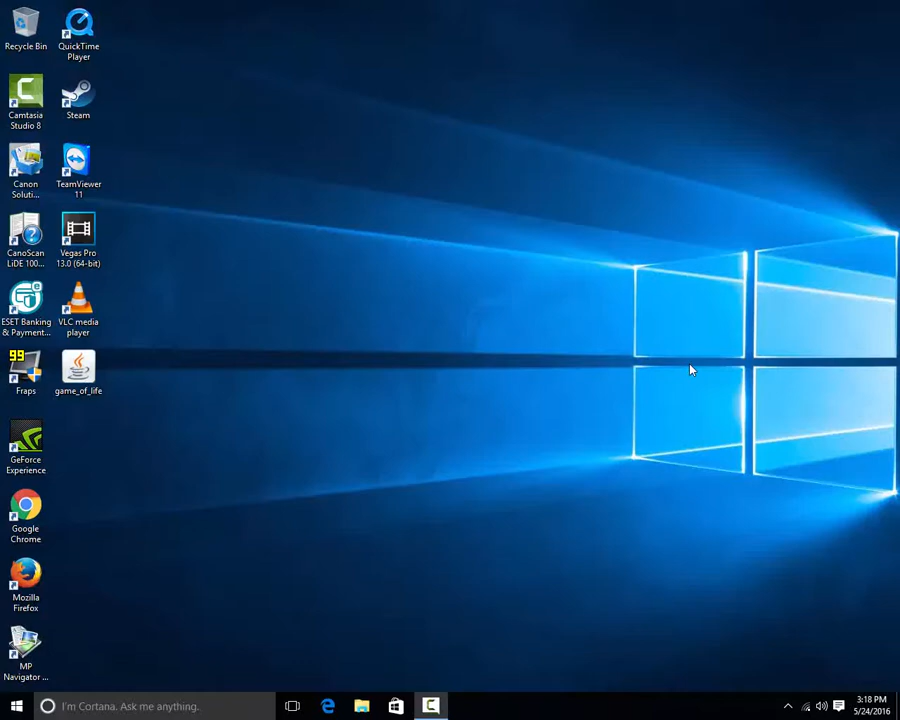 Recycle Bin
QuickTime
Player
Camtasia
Studio 8
Steam
Canon
Soluti...
TeamViewer
11
CanoScan
LiDE 100...
Vegas Pro
13.0 (64-bit)
ESET Banking
& Payment...
VLC media
player
99
Fraps
game_of_life
GeForce
Experience
Google
Chrome
Mozilla
Firefox
MP
Navigator ...
I'm Cortana. Ask me anything.
3:18 PM
5/24/2016